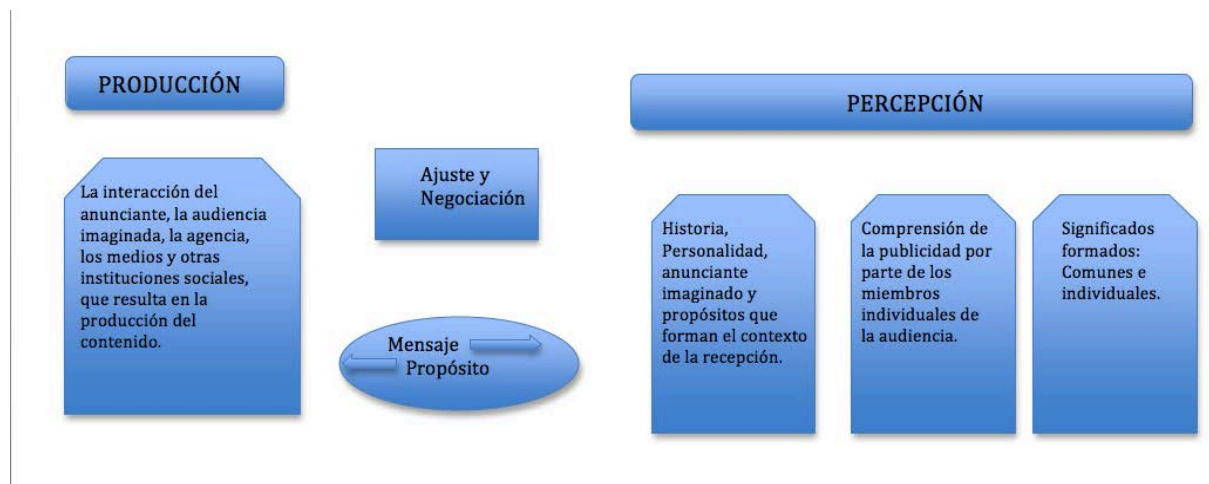 PRODUCCIÓN
La interacción del
anunciante, la audiencia
imaginada, la agencia,
los medios y otras
instituciones sociales,
que resulta en la
producción del
contenido.
Ajuste y
Negociación
Mensaje
Propósito
PERCEPCIÓN
Historia,
Personalidad,
anunciante
imaginado y
propósitos que
forman el contexto
de la recepción.
Comprensión de
la publicidad por
parte de los
miembros
individuales de
la audiencia.
Significados
formados:
Comunes e
individuales.